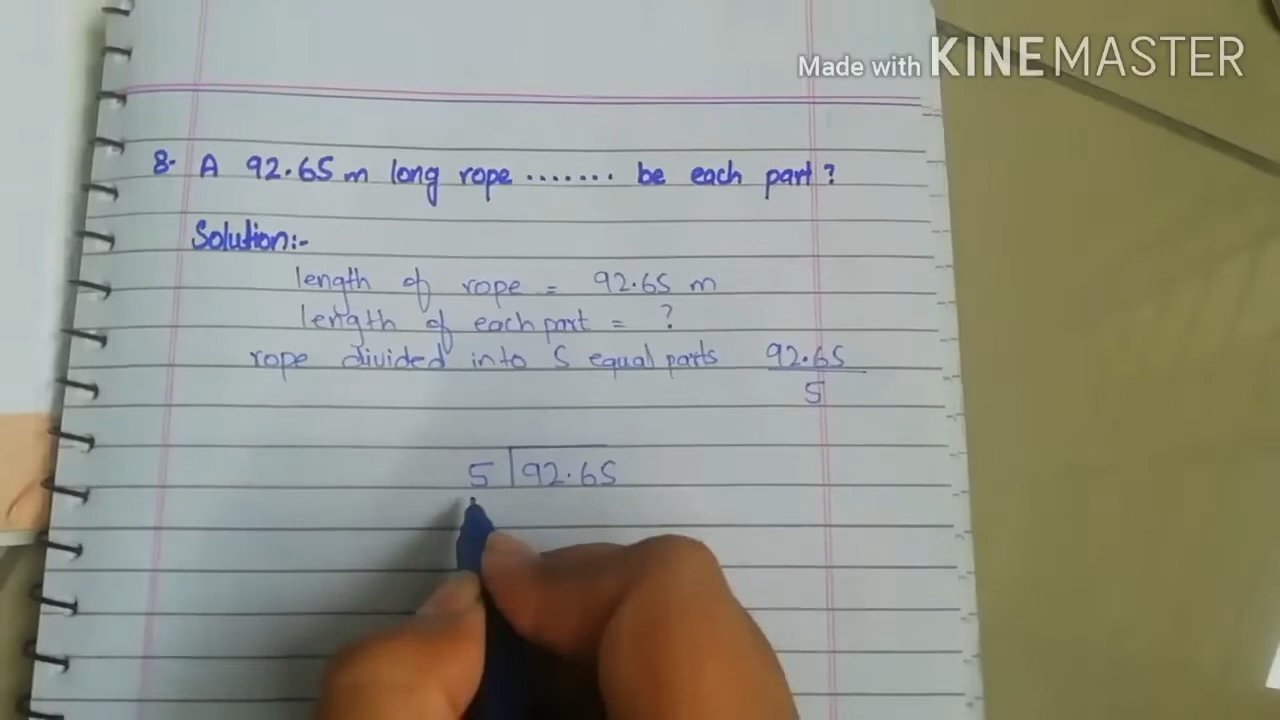 Made with KINEMASTER
8. A 92.65 m long rope ....... be each part?
Solution:-
length of rope = 92.65 m
length of each part = ?
rope divided into 5 equal parts 92.65
5
5 92.65